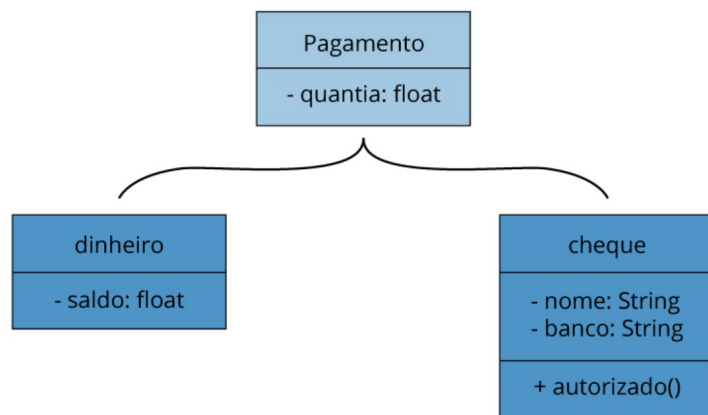 Pagamento
- quantia: float
dinheiro
- saldo: float
cheque
- nome: String
- banco: String
+ autorizado()